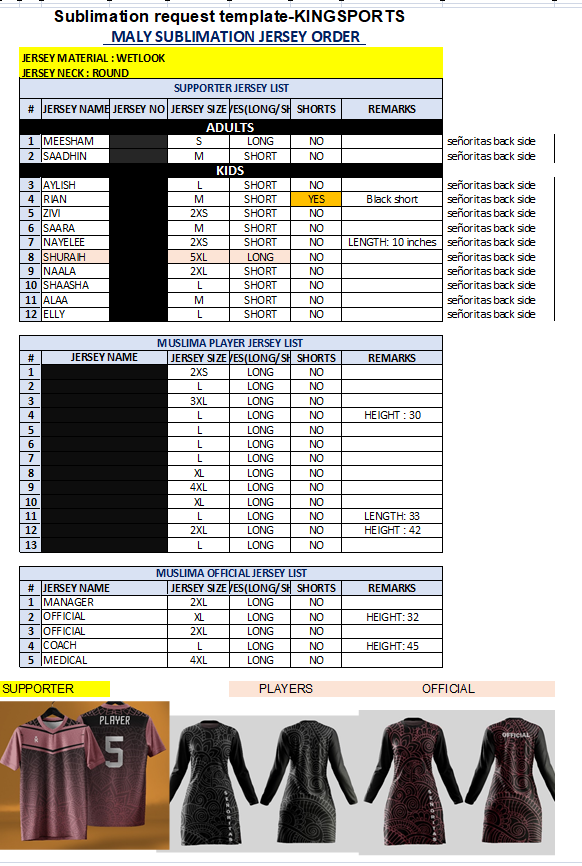 Sublimation request template-KINGSPORTS
MALY SUBLIMATION JERSEY ORDER
JERSEY MATERIAL : WETLOOK
JERSEY NECK : ROUND
SUPPORTER JERSEY LIST
# JERSEY NAME JERSEY NO JERSEY SIZE VES(LONG/SH SHORTS REMARKS
ADULTS
1 MEESHAM S LONG NO señoritas back side
2 SAADHIN M SHORT NO señoritas back side
KIDS
3 AYLISH L SHORT NO señoritas back side
4 RIAN M SHORT YES Black short señoritas back side
5 ZIVI 2XS SHORT NO señoritas back side
6 SAARA M SHORT NO señoritas back side
7 NAYELEE 2XS SHORT NO LENGTH: 10 inches señoritas back side
8 SHURAIH 5XL LONG NO señoritas back side
9 NAALA 2XL SHORT NO señoritas back side
10 SHAASHA L SHORT NO señoritas back side
11 ALAA M SHORT NO señoritas back side
12 ELLY L SHORT NO señoritas back side
MUSLIMA PLAYER JERSEY LIST
# JERSEY NAME JERSEY SIZE VES(LONG/SH SHORTS REMARKS
1 2XS LONG NO
2 L LONG NO
3 3XL LONG NO
4 L LONG NO HEIGHT : 30
5 L LONG NO
6 L LONG NO
7 L LONG NO
8 XL LONG NO
9 4XL LONG NO
10 XL LONG NO
11 L LONG NO LENGTH: 33
12 2XL LONG NO HEIGHT : 42
13 L LONG NO
MUSLIMA OFFICIAL JERSEY LIST
# JERSEY NAME JERSEY SIZE VES(LONG/SH SHORTS REMARKS
1 MANAGER 2XL LONG NO
2 OFFICIAL XL LONG NO HEIGHT: 32
3 OFFICIAL 2XL LONG NO
4 COACH L LONG NO HEIGHT: 45
5 MEDICAL 4XL LONG NO
SUPPORTER PLAYERS OFFICIAL
PLAYER
5
SENORITAS
SENORITAS
OFFICIAL